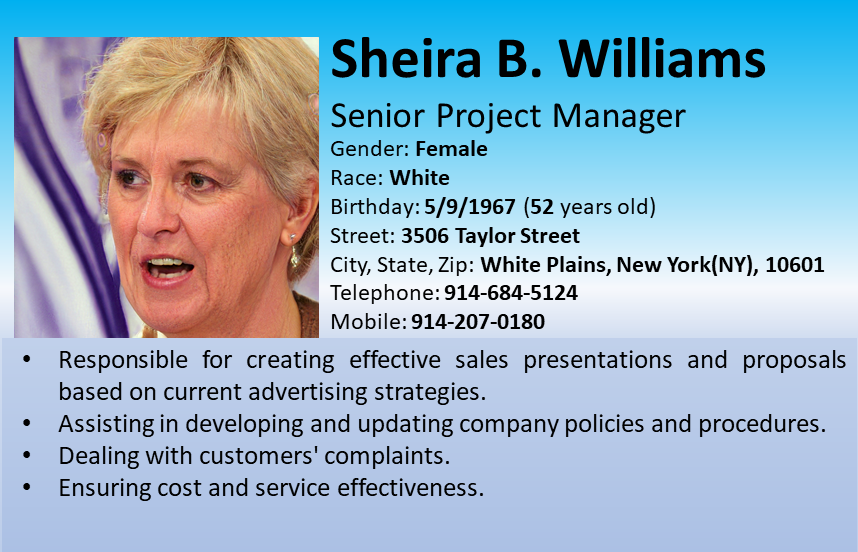 Sheira B. Williams
Senior Project Manager
Gender: Female
Race: White
Birthday: 5/9/1967 (52 years old)
Street: 3506 Taylor Street
City, State, Zip: White Plains, New York(NY), 10601
Telephone: 914-684-5124
Mobile: 914-207-0180
• Responsible for creating effective sales presentations and proposals
based on current advertising strategies.
• Assisting in developing and updating company policies and procedures.
• Dealing with customers' complaints.
• Ensuring cost and service effectiveness.